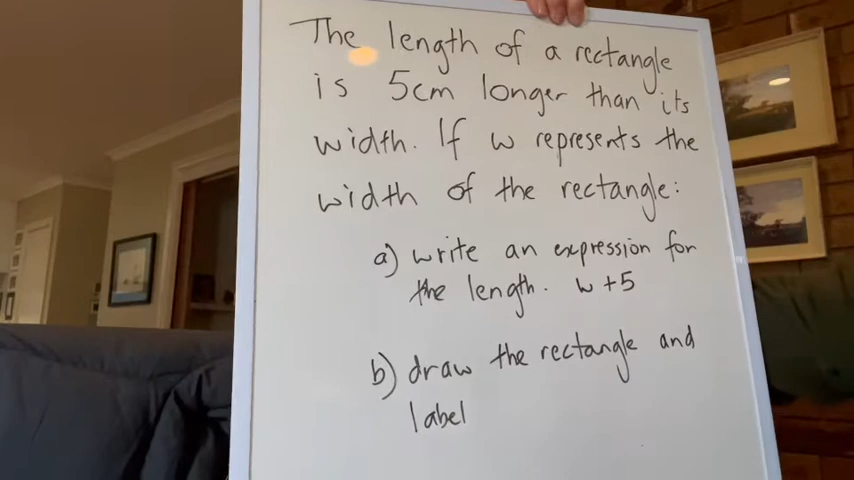 The length of a rectangle
is 5cm longer than its
width. If w represents the
width of the rectangle:
a) write an expression for
the length. w+5
b) draw the rectangle and
label